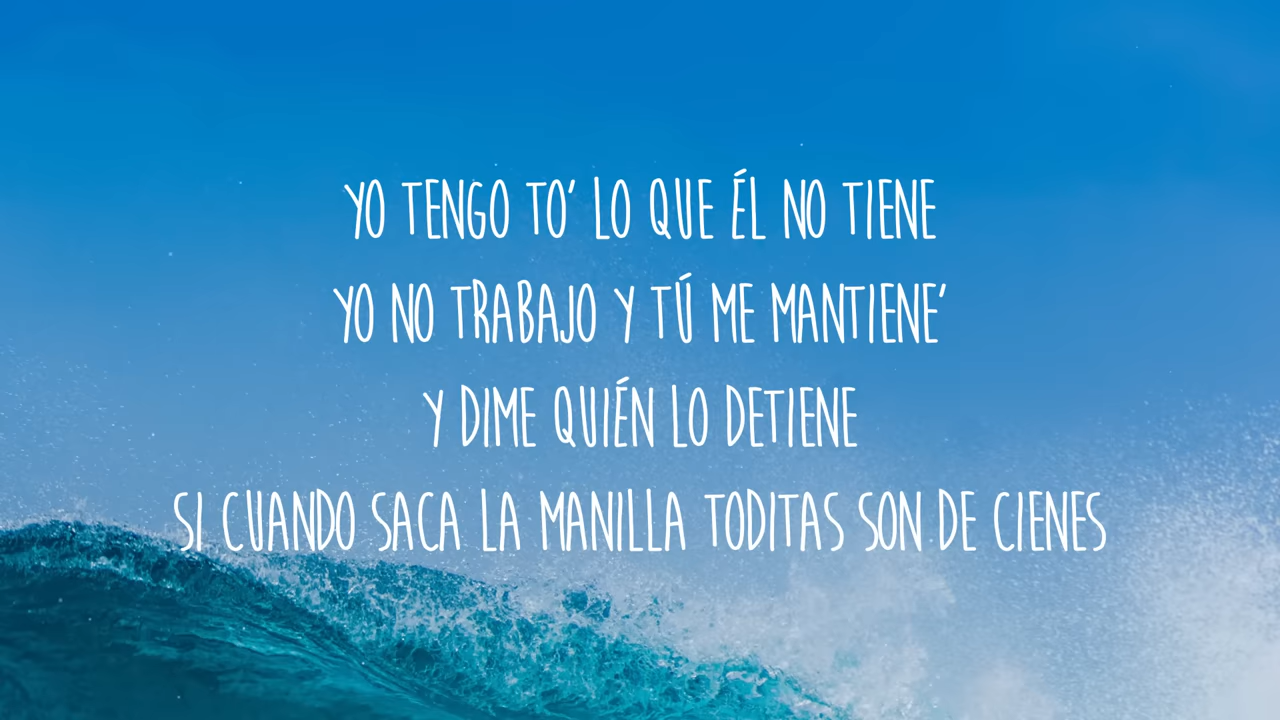 YO TENGO TO' LO QUE ÉL NO TIENE
YO NO TRABAJO Y TÚ ME MANTIENE'
Y DIME QUIÉN LO DETIENE
SI CUANDO SACA LA MANILLA TODITAS SON DE CIENES